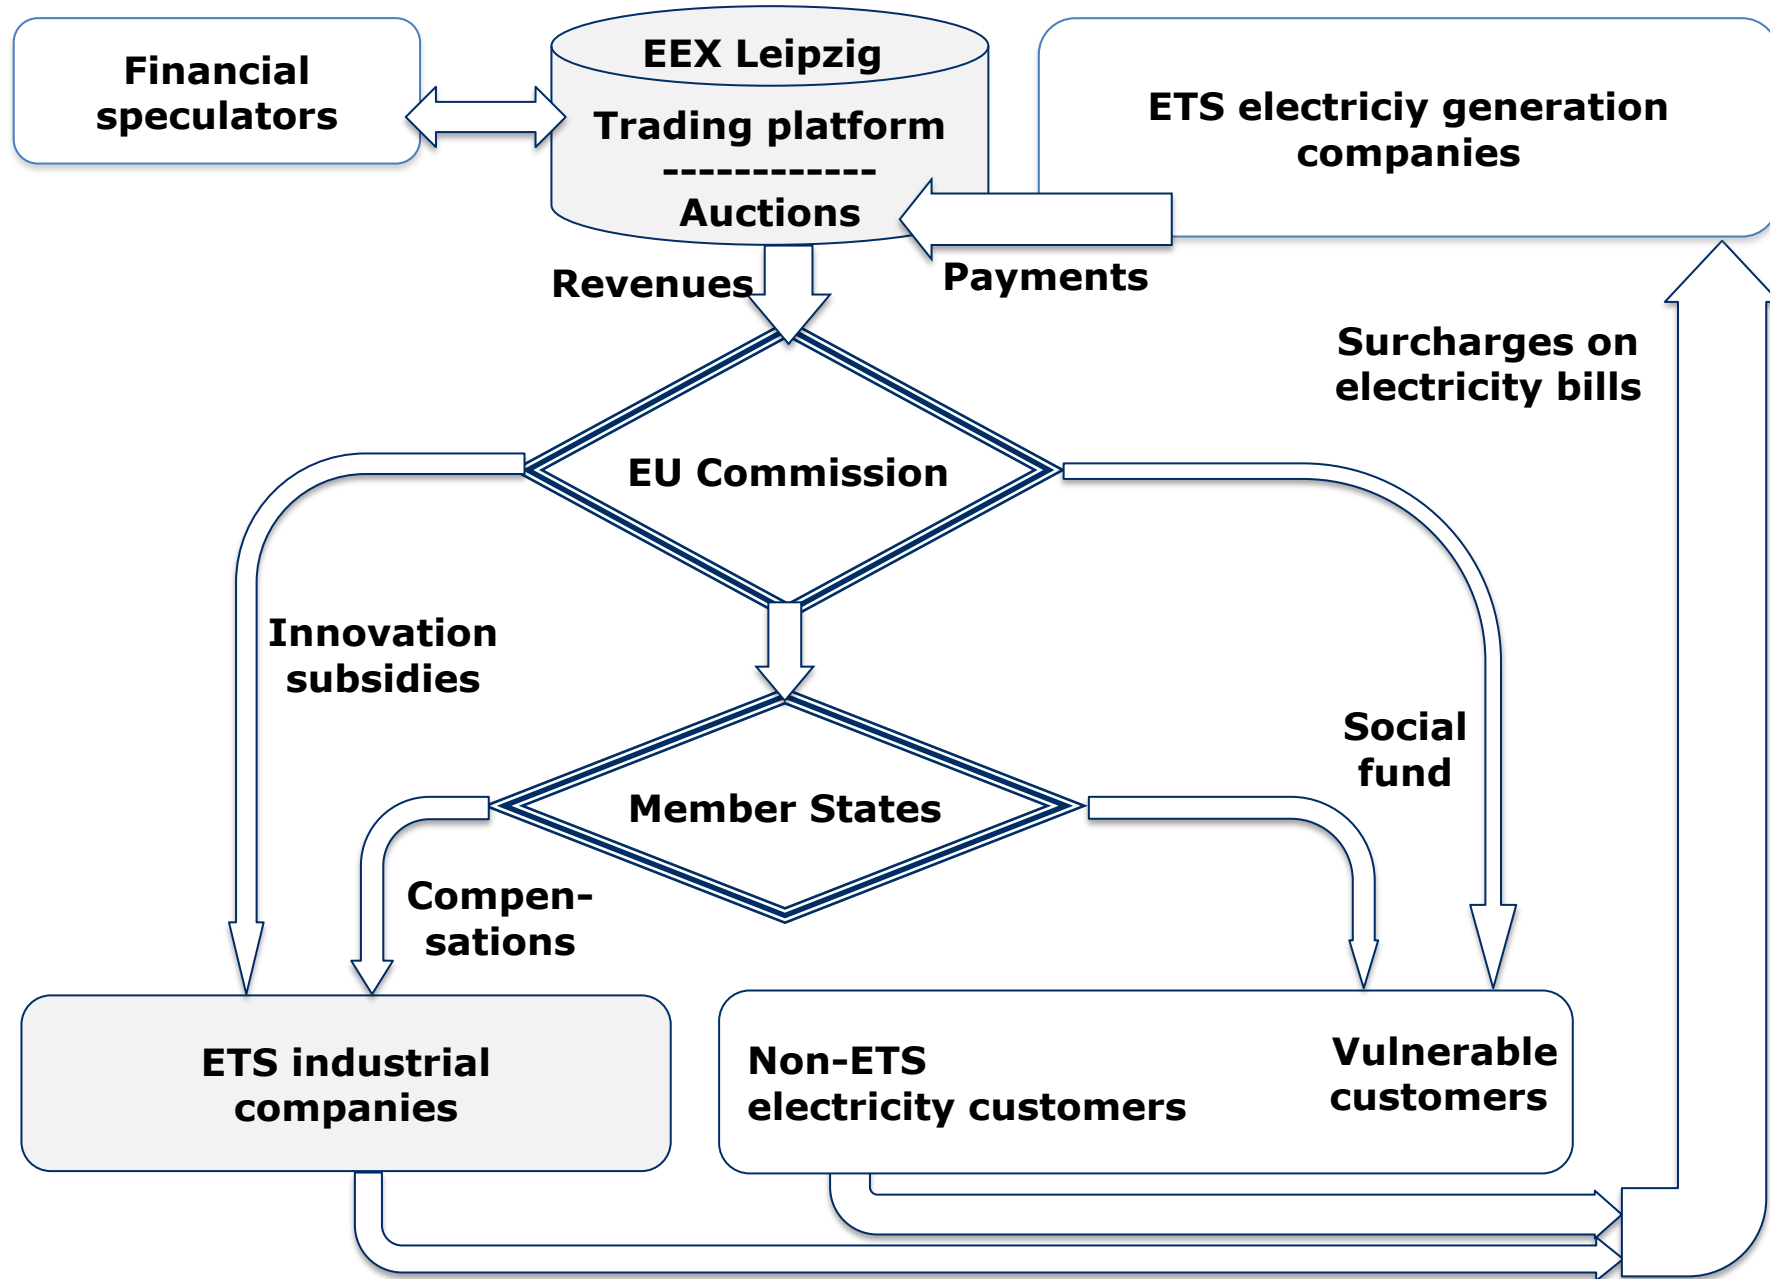 Financial
speculators
EEX Leipzig
Trading platform
------------
Auctions
ETS electriciy generation
companies
Revenues
Payments
Surcharges on
electricity bills
EU Commission
Innovation
subsidies
Social
fund
Member States
Compen-
sations
ETS industrial
companies
Non-ETS
electricity customers
Vulnerable
customers